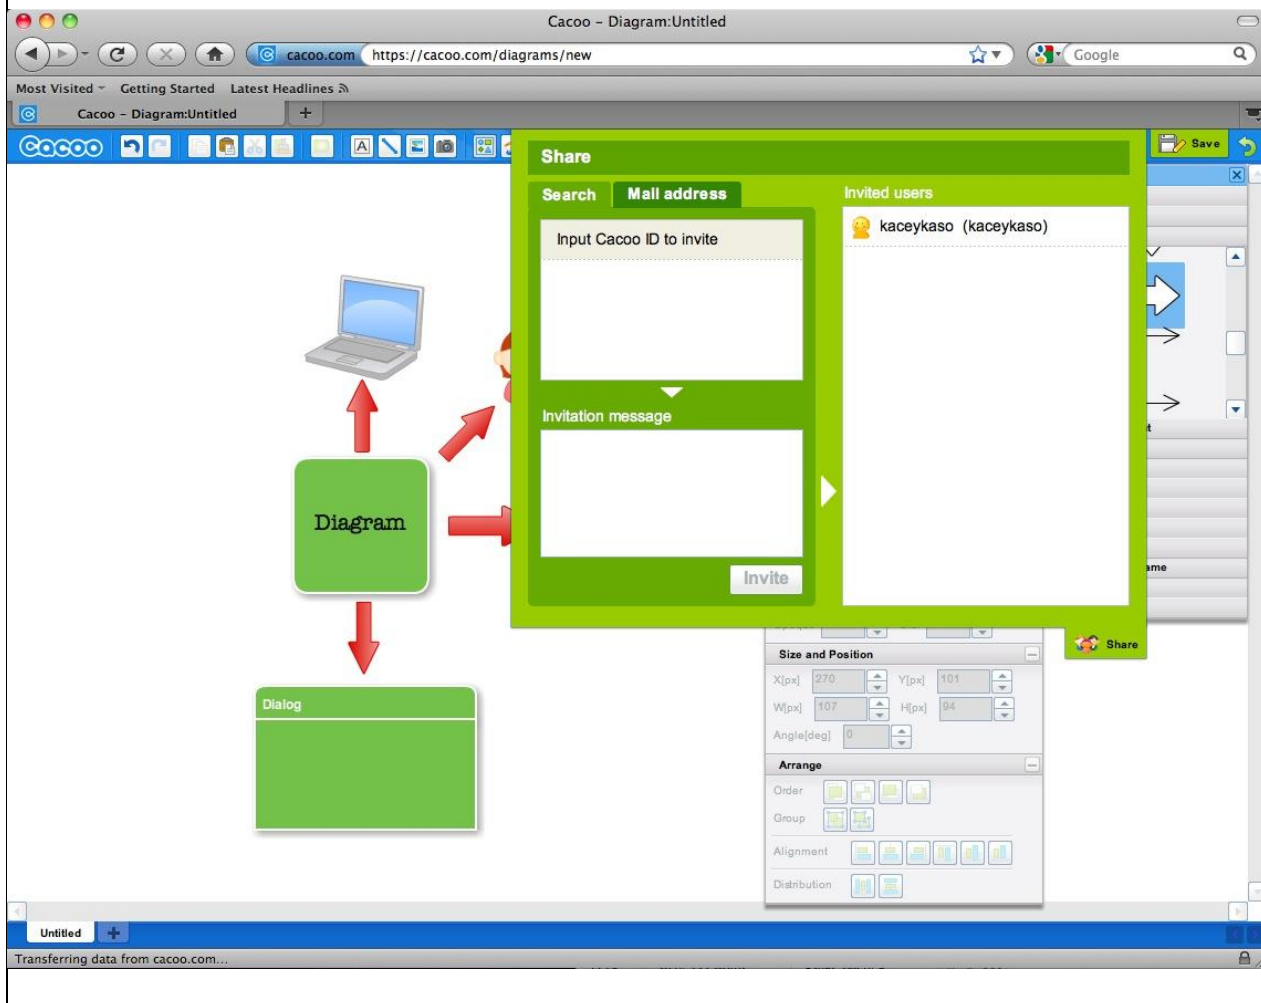 Cacoo – Diagram:Untitled
cacoo.com https://cacoo.com/diagrams/new Google
Most Visited Getting Started Latest Headlines
Cacoo – Diagram:Untitled +
Cacoo A Save
Share
Search Mail address Invited users
Input Cacoo ID to invite kaceykaso (kaceykaso)
Invitation message
Diagram
Invite
Share
Size and Position
X[px] 270 Y[px] 101
W[px] 107 H[px] 94
Angle[deg] 0
Dialog
Arrange
Order
Group
Alignment
Distribution
Untitled +
Transferring data from cacoo.com...